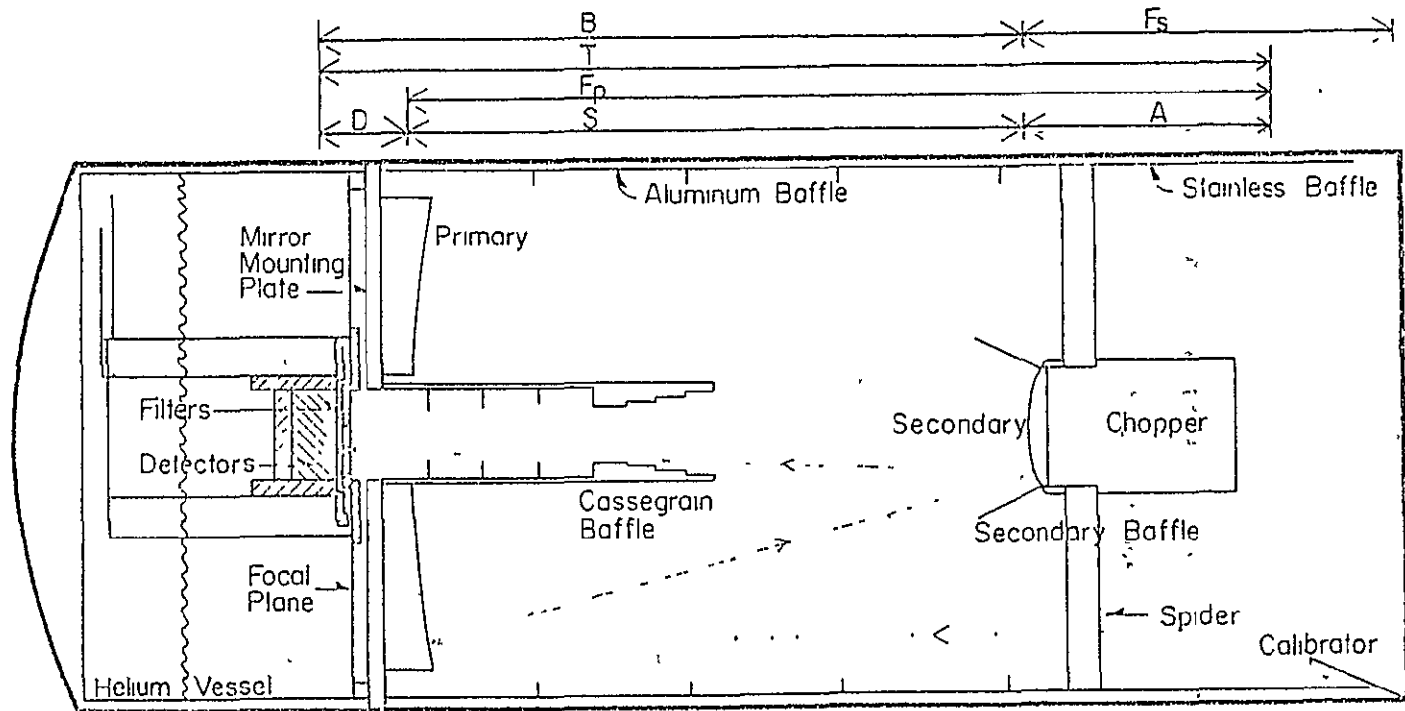 B
Fs
T
Fp
D
S
A
Aluminum Baffle
Stainless Baffle
Mirror
Mounting
Plate
Primary
Filters
Detectors
Secondary
Chopper
Cassegrain
Baffle
Secondary Baffle
Focal
Plane
Spider
Calibrator
Helium Vessel